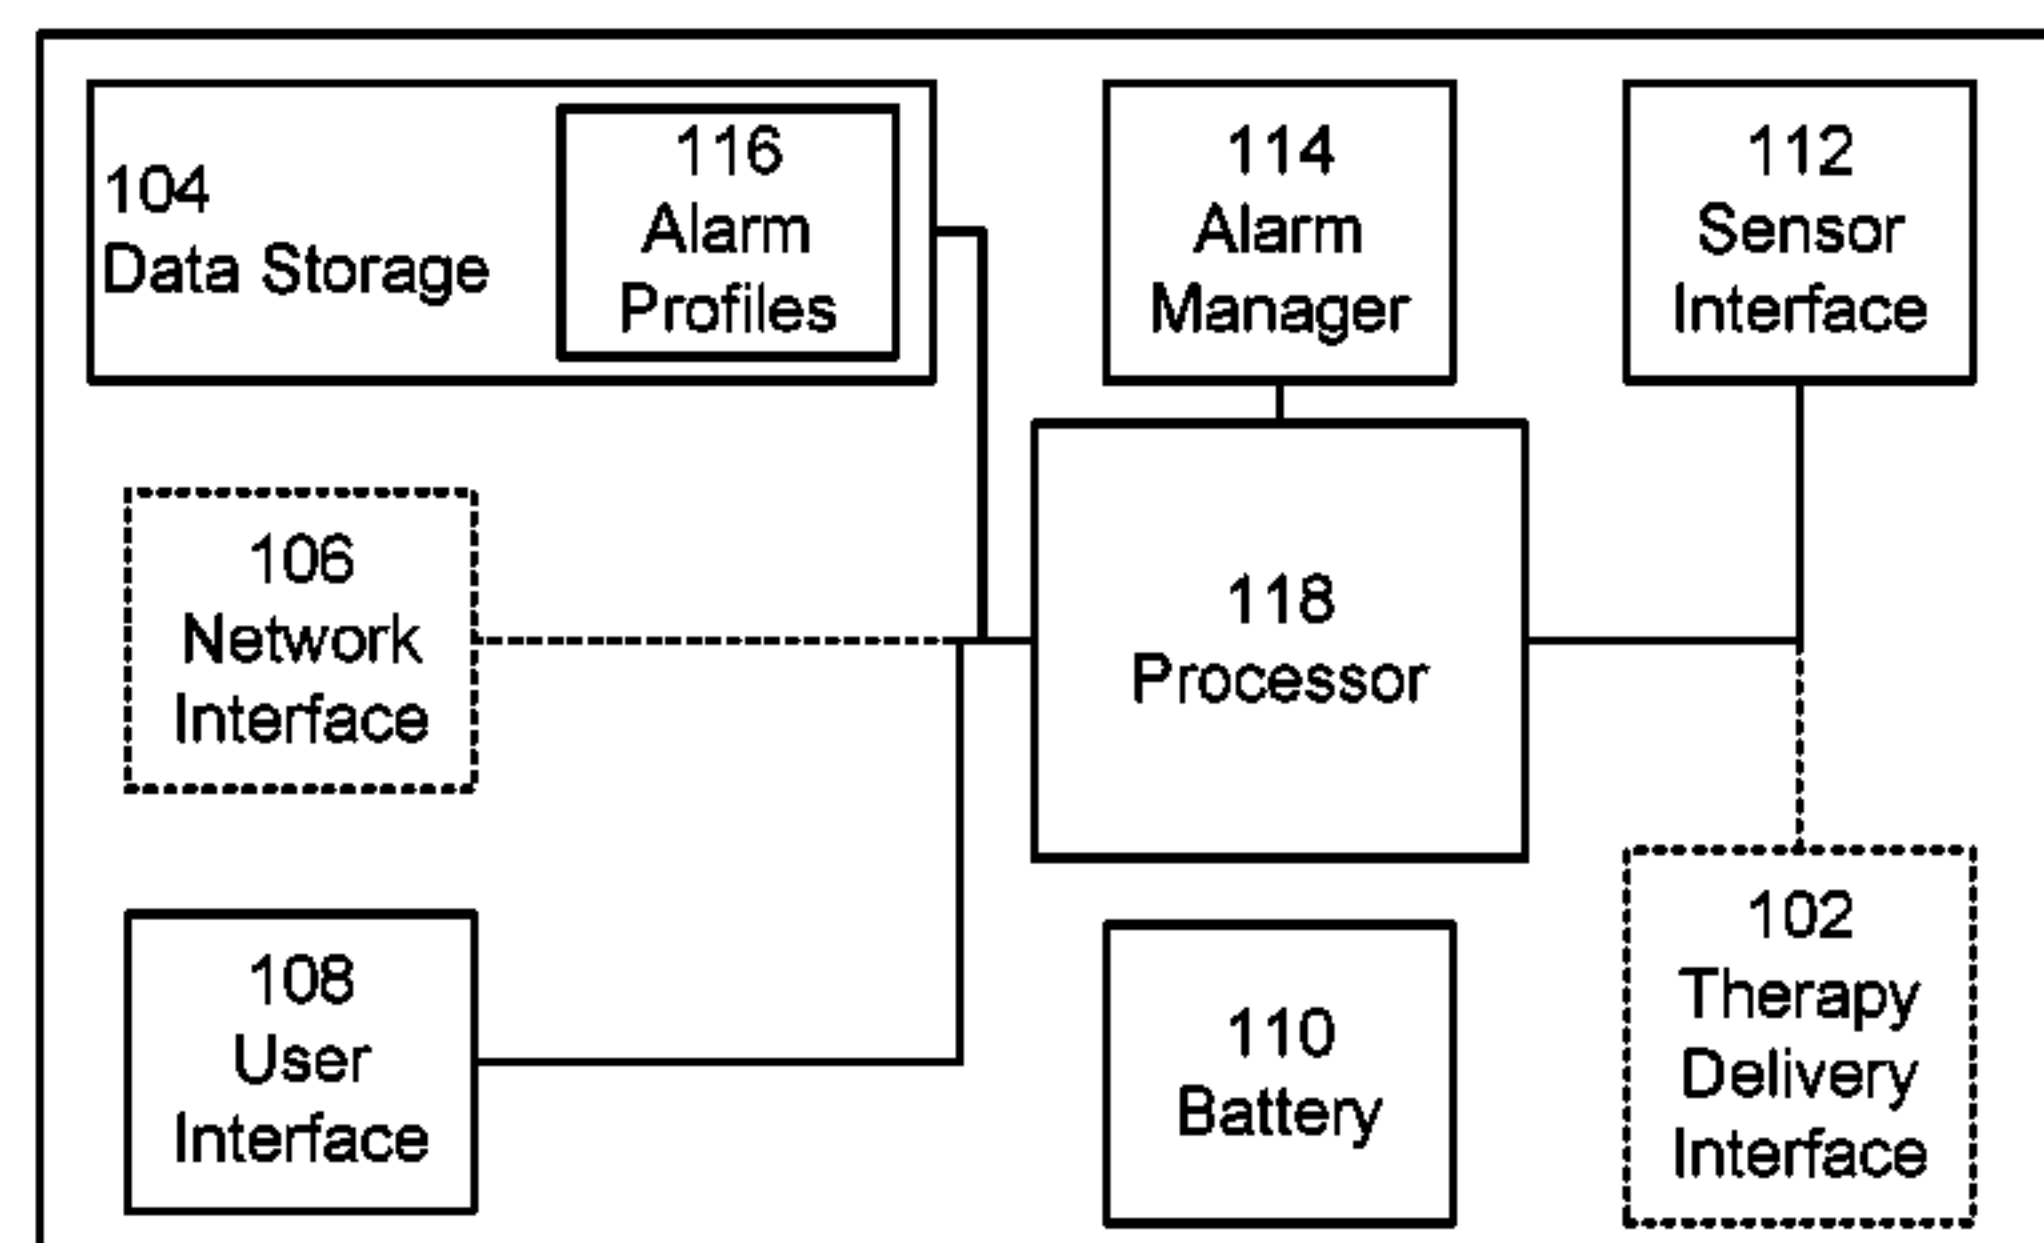 104
Data Storage
116
Alarm
Profiles
114
Alarm
Manager
112
Sensor
Interface
106
Network
Interface
118
Processor
108
User
Interface
110
Battery
102
Therapy
Delivery
Interface